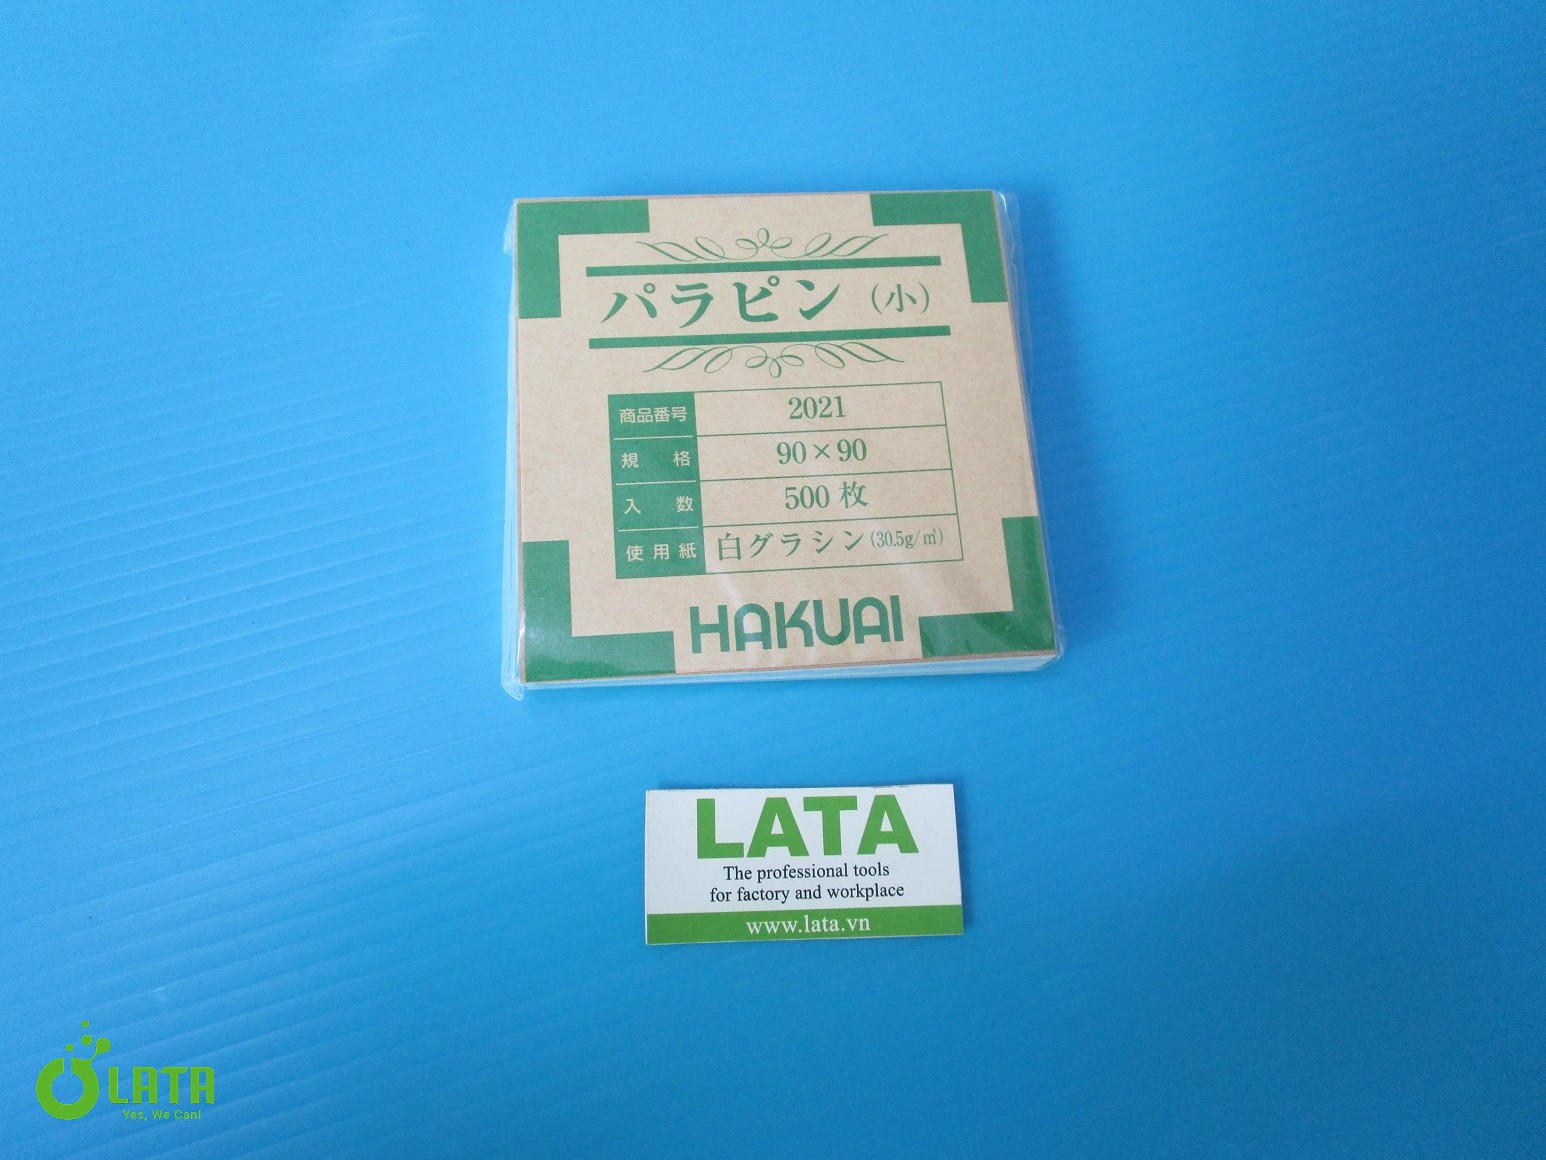 パラピン（小）
商品番号 2021
規格 90×90
入数 500枚
使用紙 白グラシン（30.5g/㎡）
HAKUAI
LATA
The professional tools
for factory and workplace
www.lata.vn
LATA
Yes, We Can!